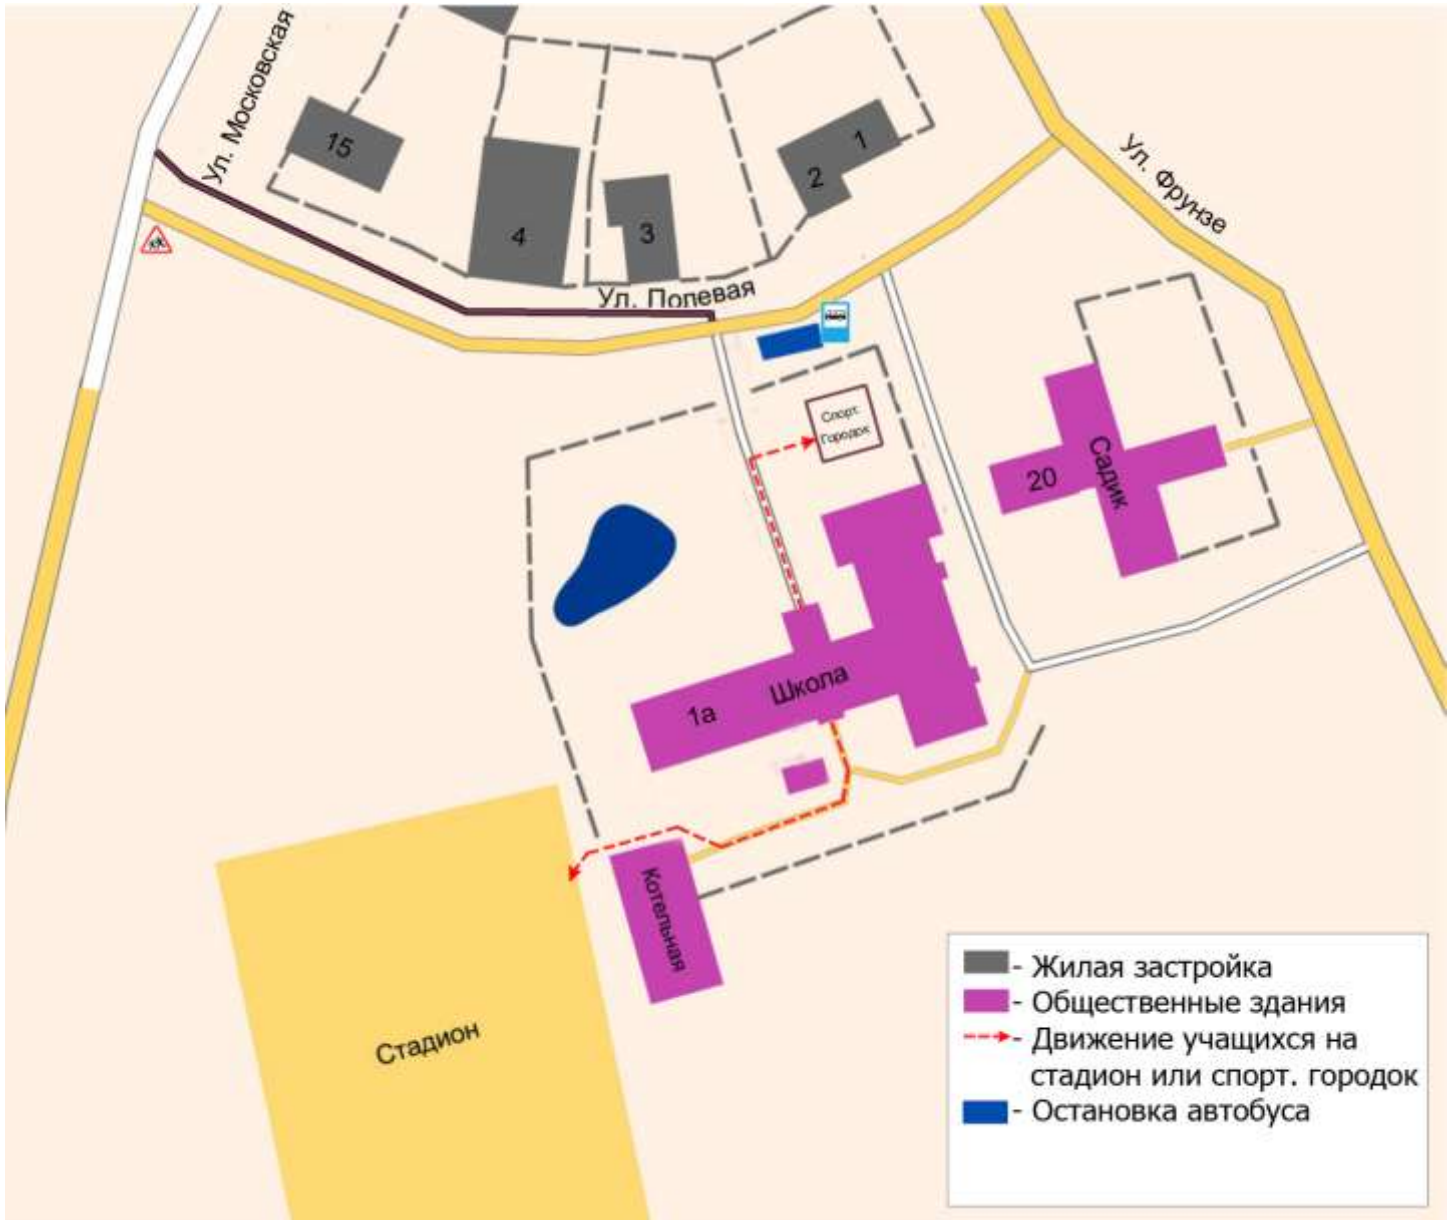 Ул. Московская
15
4
3
2
1
Ул. Фрунзе
Ул. Полевая
Спорт.
Городок
20
Садик
1а
Школа
Котельная
Стадион
- Жилая застройка
- Общественные здания
- Движение учащихся на
стадион или спорт. городок
- Остановка автобуса